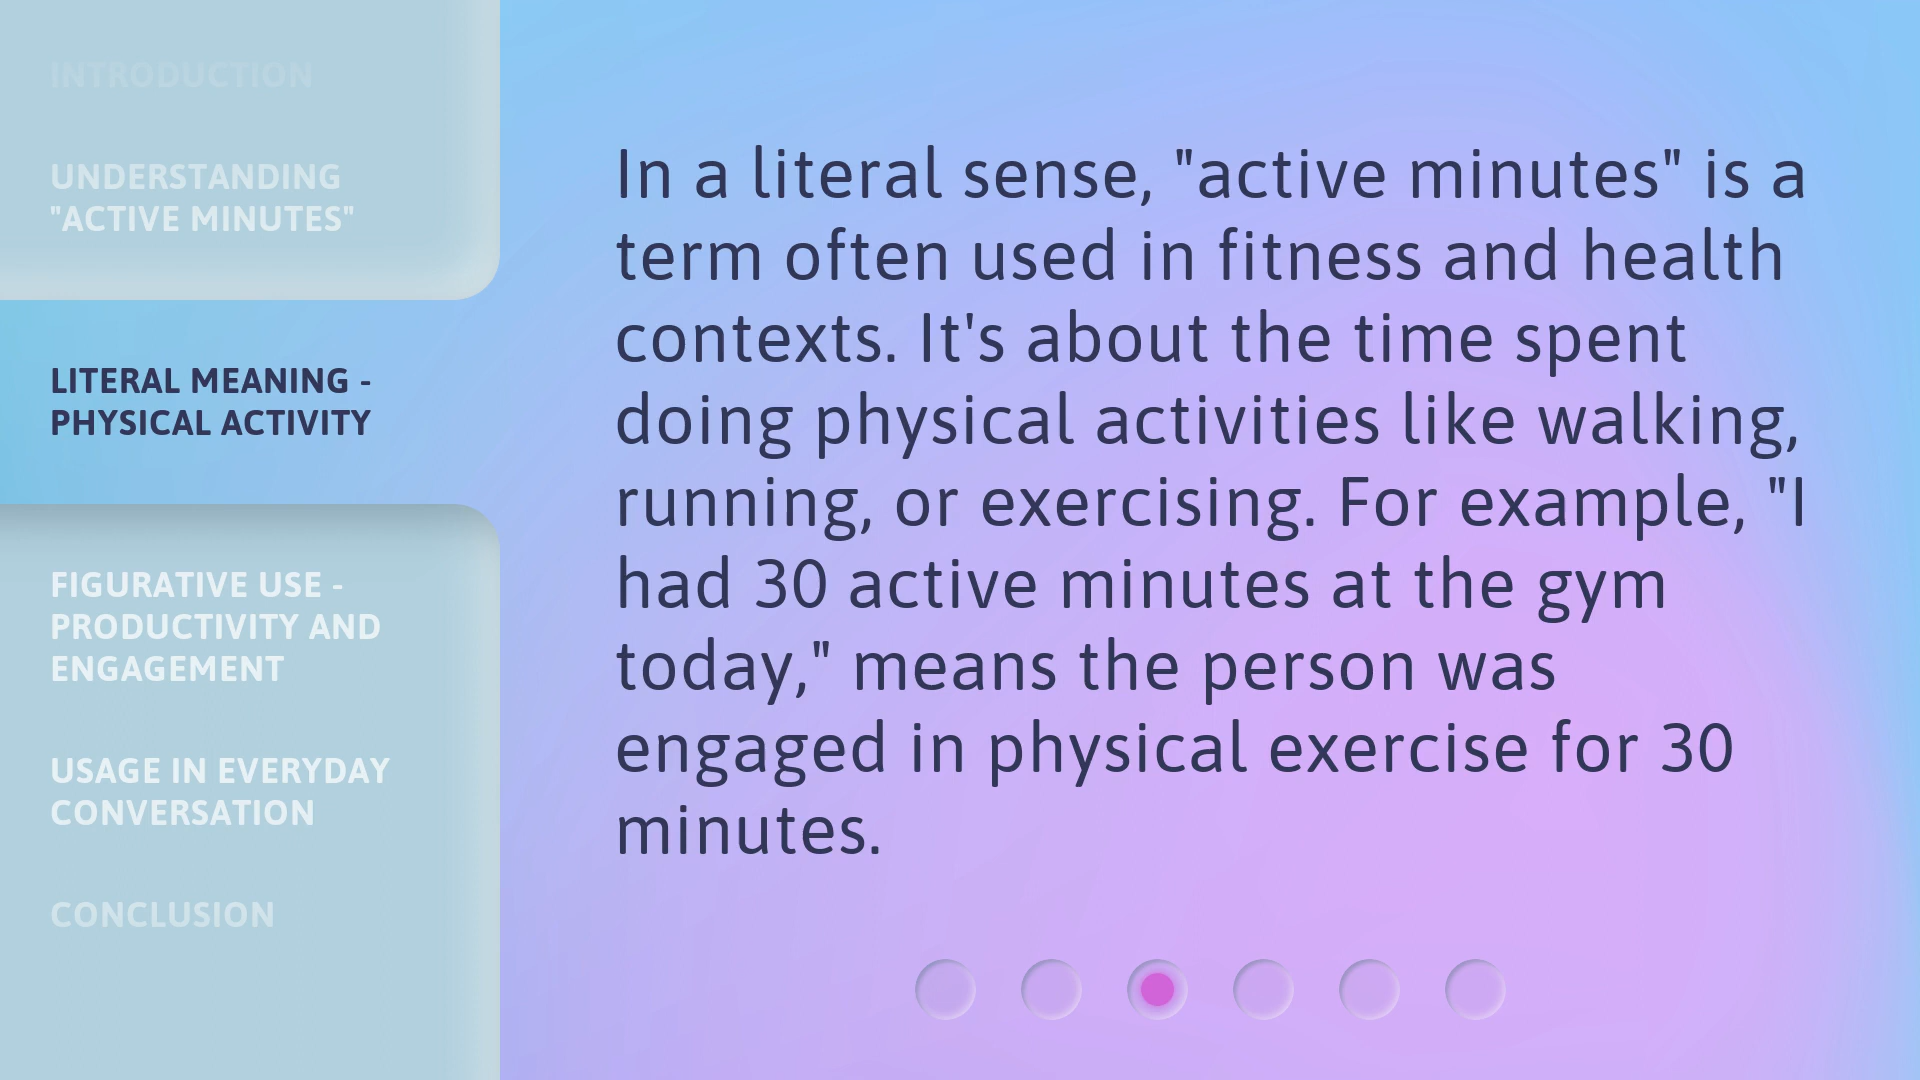 INTRODUCTION
UNDERSTANDING
"ACTIVE MINUTES"
LITERAL MEANING -
PHYSICAL ACTIVITY
FIGURATIVE USE -
PRODUCTIVITY AND
ENGAGEMENT
USAGE IN EVERYDAY
CONVERSATION
CONCLUSION
In a literal sense, "active minutes" is a
term often used in fitness and health
contexts. It's about the time spent
doing physical activities like walking,
running, or exercising. For example, "I
had 30 active minutes at the gym
today," means the person was
engaged in physical exercise for 30
minutes.